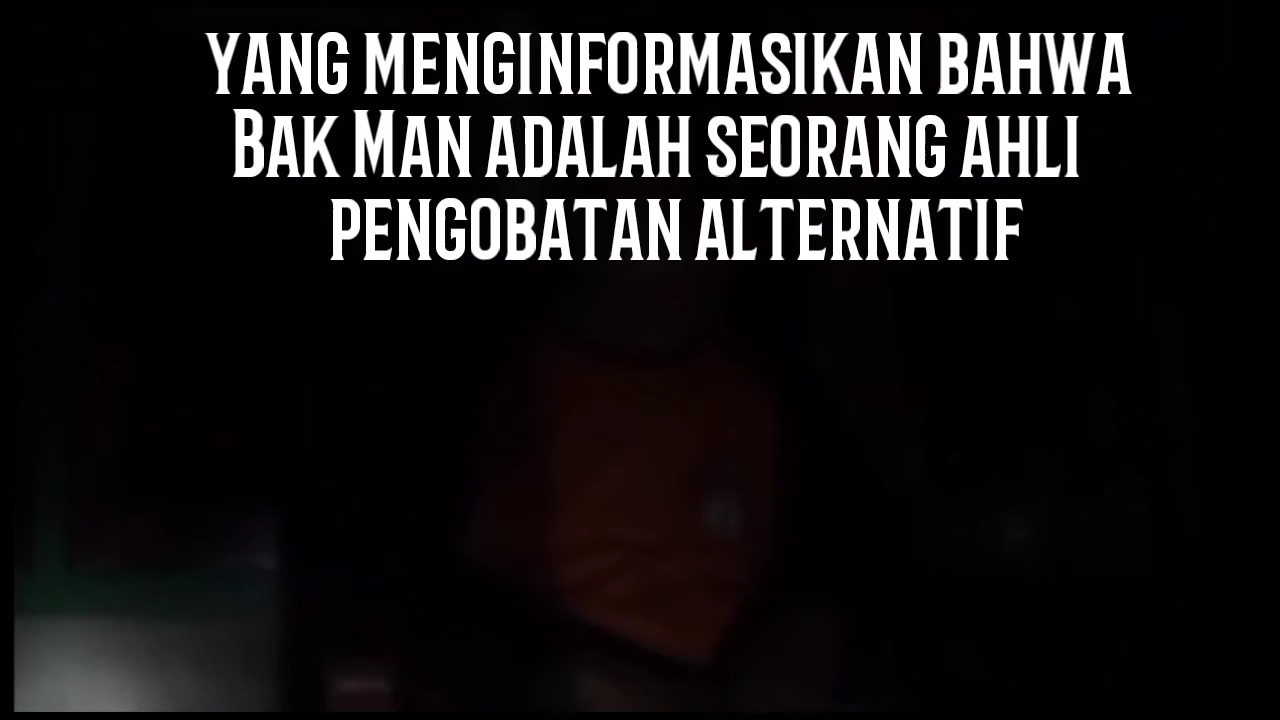 YANG MENGINFORMASIKAN BAHWA
BAK MAN ADALAH SEORANG AHLI
PENGOBATAN ALTERNATIF